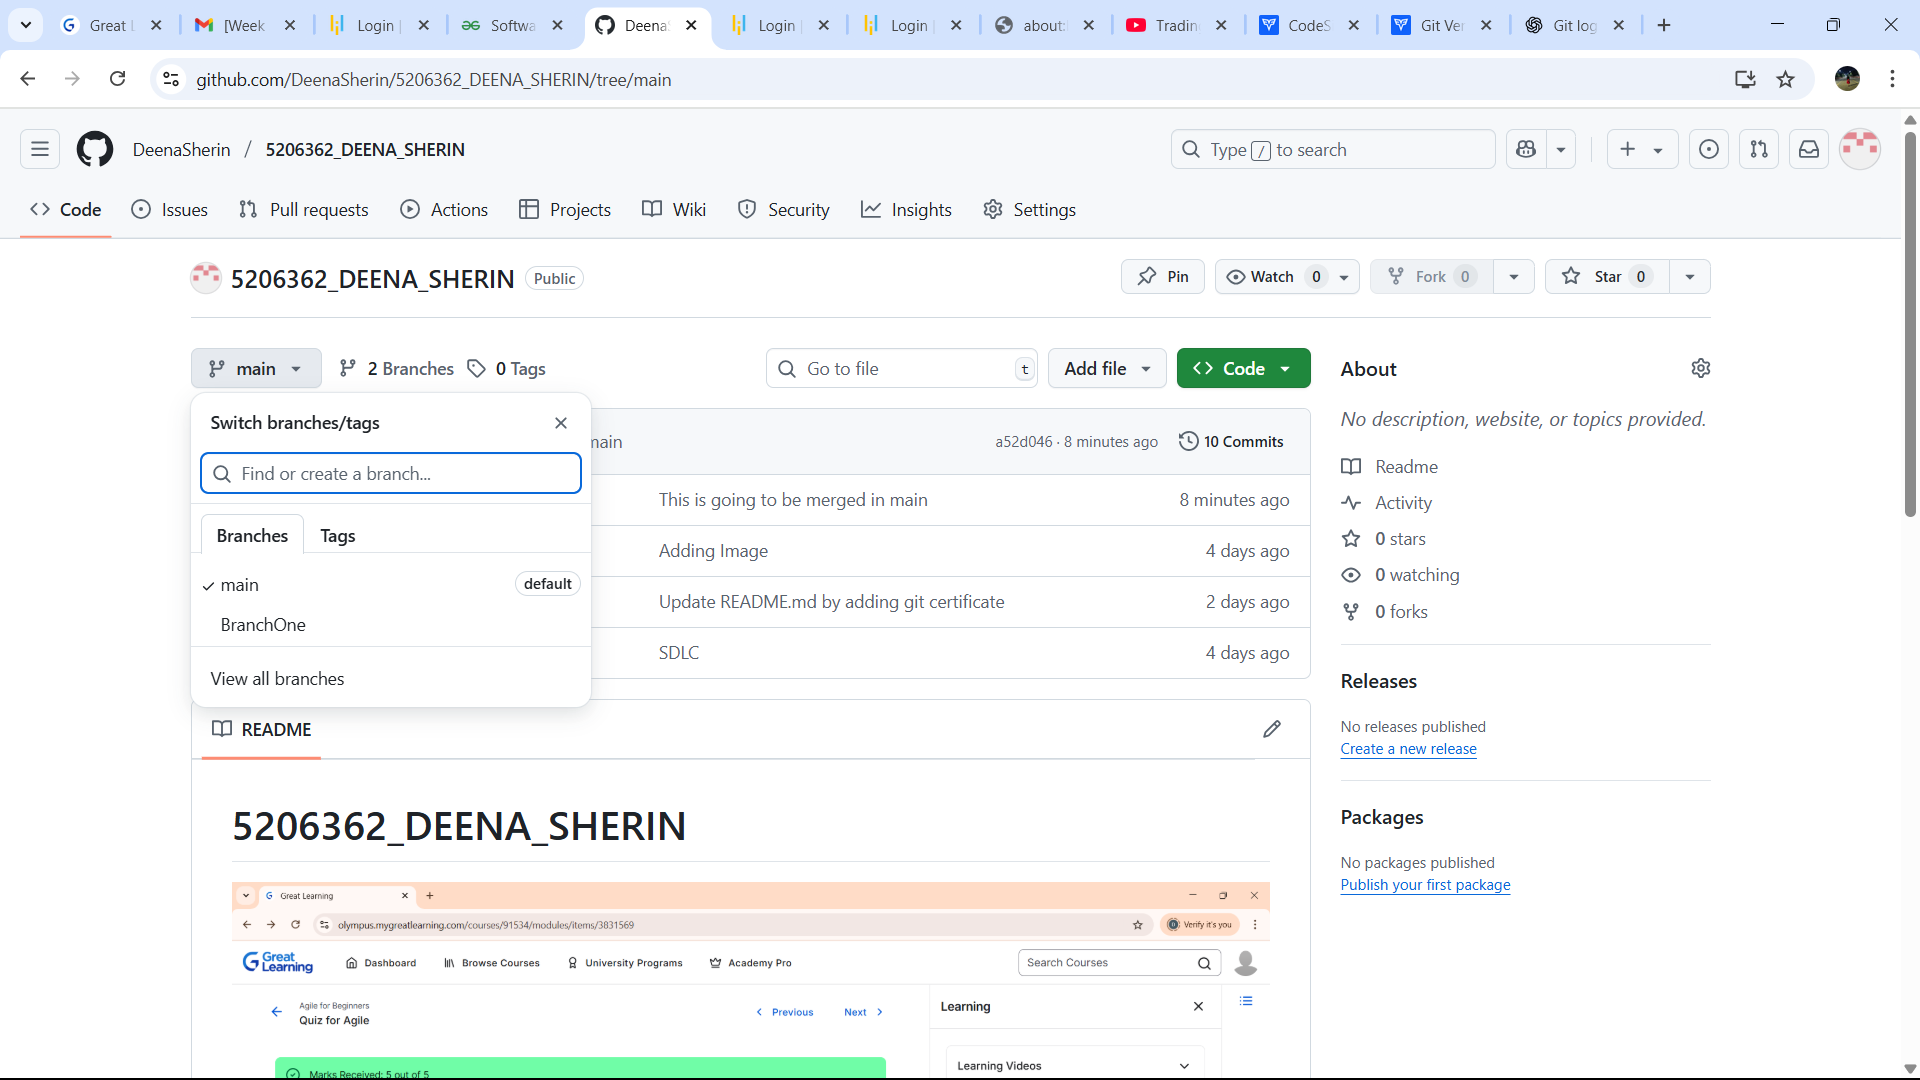 Great L
[Week
Login |
Softwa
DeenaS
Login |
Login |
about:
Tradin
CodeS
Git Ver
Git log
github.com/DeenaSherin/5206362_DEENA_SHERIN/tree/main
DeenaSherin / 5206362_DEENA_SHERIN
Type / to search
Code
Issues
Pull requests
Actions
Projects
Wiki
Security
Insights
Settings
5206362_DEENA_SHERIN Public
Pin
Watch 0
Fork 0
Star 0
main
2 Branches
0 Tags
Go to file t
Add file
Code
Switch branches/tags
Find or create a branch...
Branches
Tags
main default
BranchOne
View all branches
main
a52d046 · 8 minutes ago
10 Commits
This is going to be merged in main
8 minutes ago
Adding Image
4 days ago
Update README.md by adding git certificate
2 days ago
SDLC
4 days ago
About
No description, website, or topics provided.
Readme
Activity
0 stars
0 watching
0 forks
Releases
No releases published
Create a new release
Packages
No packages published
Publish your first package
README
5206362_DEENA_SHERIN
Great Learning
olympus.mygreatlearning.com/courses/91534/modules/items/3831569
Verify it's you
Great Learning
Dashboard
Browse Courses
University Programs
Academy Pro
Search Courses
Agile for Beginners
Quiz for Agile
Previous
Next
Learning
Learning Videos
Marks Received: 5 out of 5